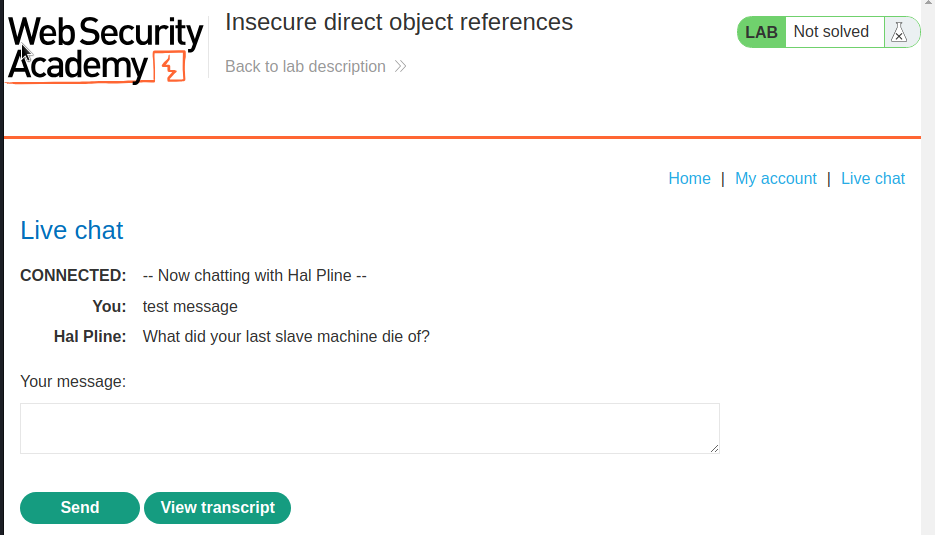 Web Security
Academy
Insecure direct object references
Back to lab description
LAB Not solved
Home | My account | Live chat
Live chat
CONNECTED: -- Now chatting with Hal Pline --
You: test message
Hal Pline: What did your last slave machine die of?
Your message:
Send View transcript